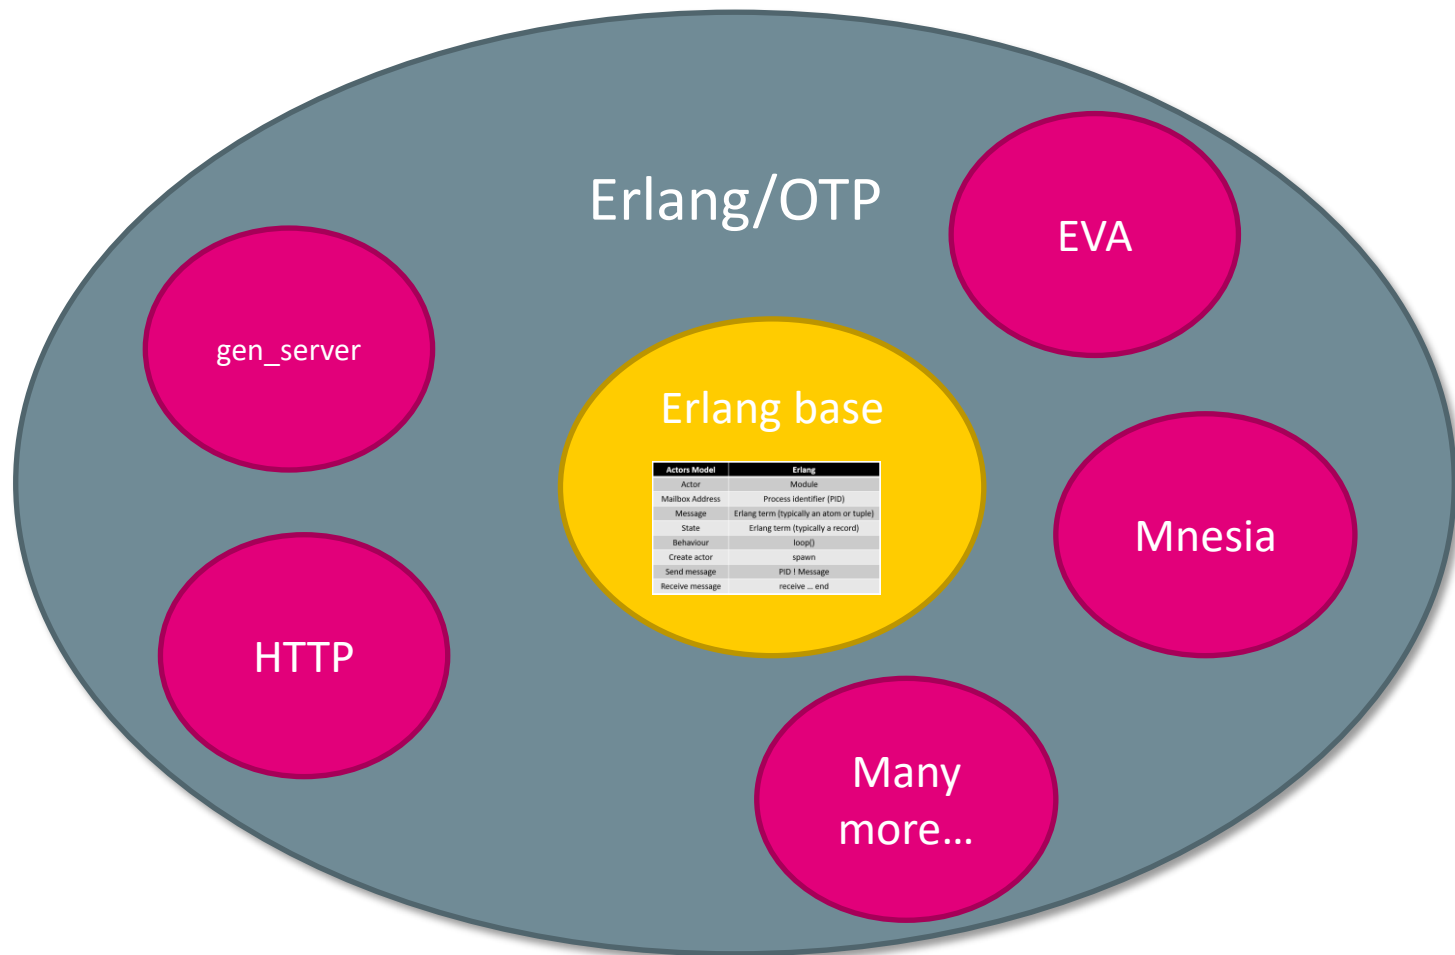 Erlang/OTP
EVA
gen_server
Erlang base
Actors Model Erlang
Actor Module
Mailbox Address Process identifier (PID)
Message Erlang term (typically an atom or tuple)
State Erlang term (typically a record)
Behaviour loop()
Create actor spawn
Send message PID ! Message
Receive message receive ... end
Mnesia
HTTP
Many
more...